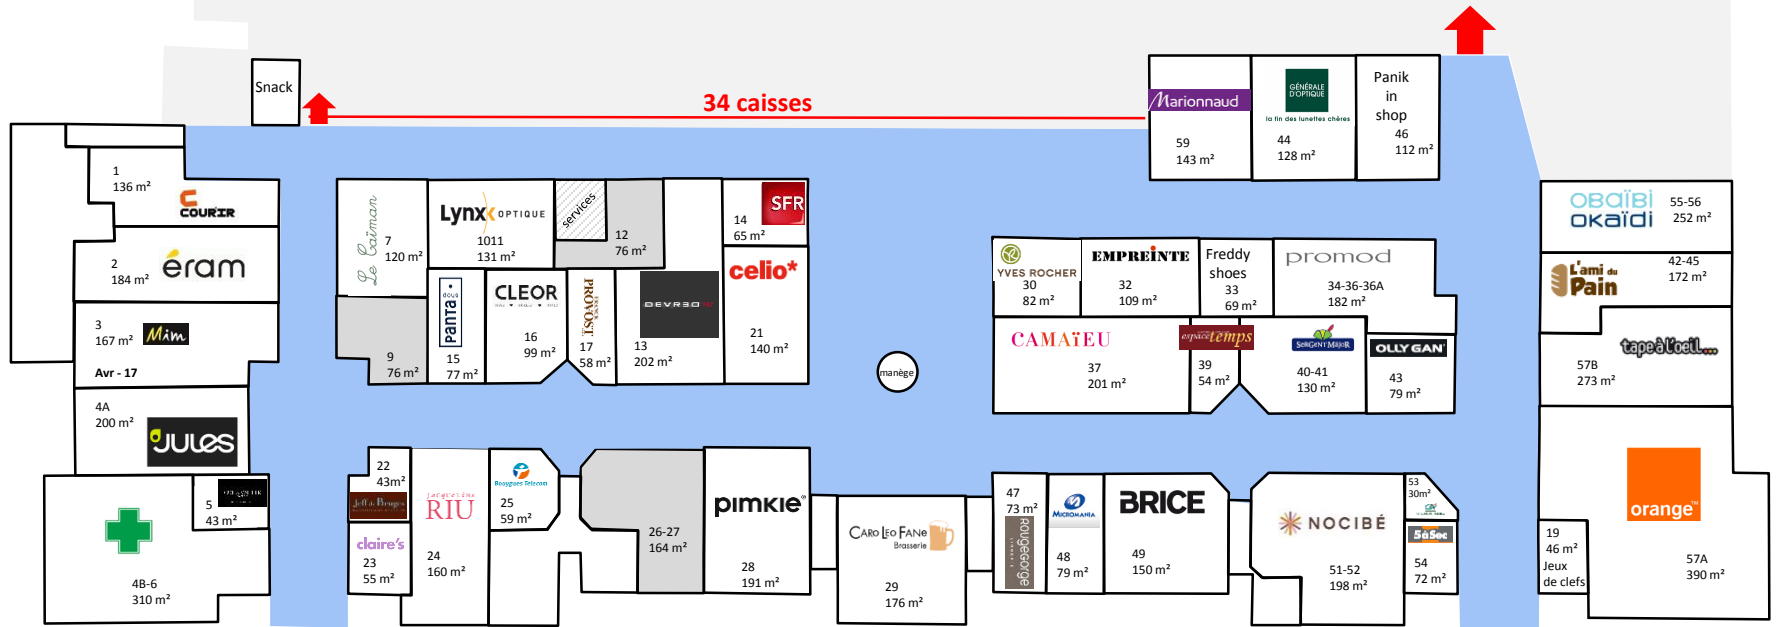 Snack
34 caisses
Marionnaud
59
143 m²
GÉNÉRALE
D'OPTIQUE
la fin des lunettes chères
44
128 m²
Panik
in
shop
46
112 m²
1
136 m²
COURIR
2
184 m²
éram
3
167 m²
Mim
Avr - 17
4A
200 m²
JULES
5
43 m²
4B-6
310 m²
Le Caïman
7
120 m²
Lynx OPTIQUE
1011
131 m²
services
12
76 m²
14
65 m²
SFR
celio*
21
140 m²
9
76 m²
PANTA
15
77 m²
CLEOR
16
99 m²
FRANCK
PROVOST
17
58 m²
DEVRED
13
202 m²
manège
YVES ROCHER
30
82 m²
EMPREINTE
32
109 m²
Freddy
shoes
33
69 m²
promod
34-36-36A
182 m²
CAMAÏEU
37
201 m²
espace temps
39
54 m²
SERGENT MAJOR
40-41
130 m²
OLLY GAN
43
79 m²
OBAÏBI
OKAÏDI
55-56
252 m²
L'ami du
Pain
42-45
172 m²
tape à l'oeil...
57B
273 m²
orange™
57A
390 m²
19
46 m²
Jeux
de clefs
22
43m²
Jeff de Bruges
claire's
23
55 m²
jacqueline
RIU
24
160 m²
Bouygues Telecom
25
59 m²
26-27
164 m²
pimkie®
28
191 m²
CARO LEO FANE
Brasserie
29
176 m²
47
73 m²
ROUGEGORGE
LINGERIE
MICROMANIA
48
79 m²
BRICE
49
150 m²
NOCIBÉ
51-52
198 m²
53
30m²
5àSec
54
72 m²